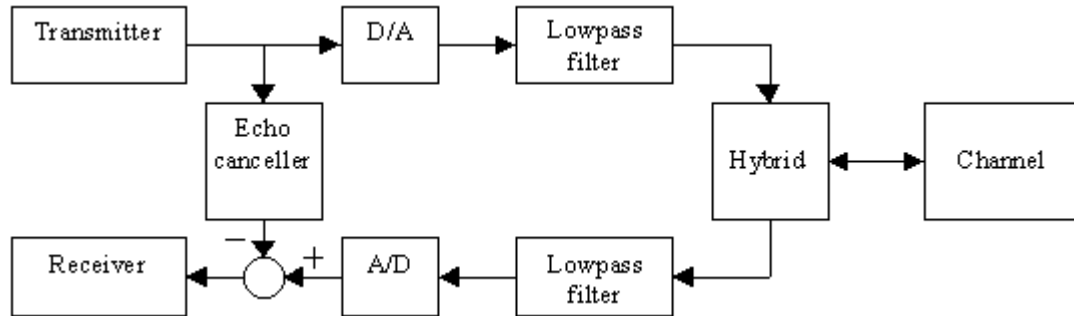 Transmitter
D/A
Lowpass
filter
Echo
canceller
Hybrid
Channel
−
+
Receiver
A/D
Lowpass
filter